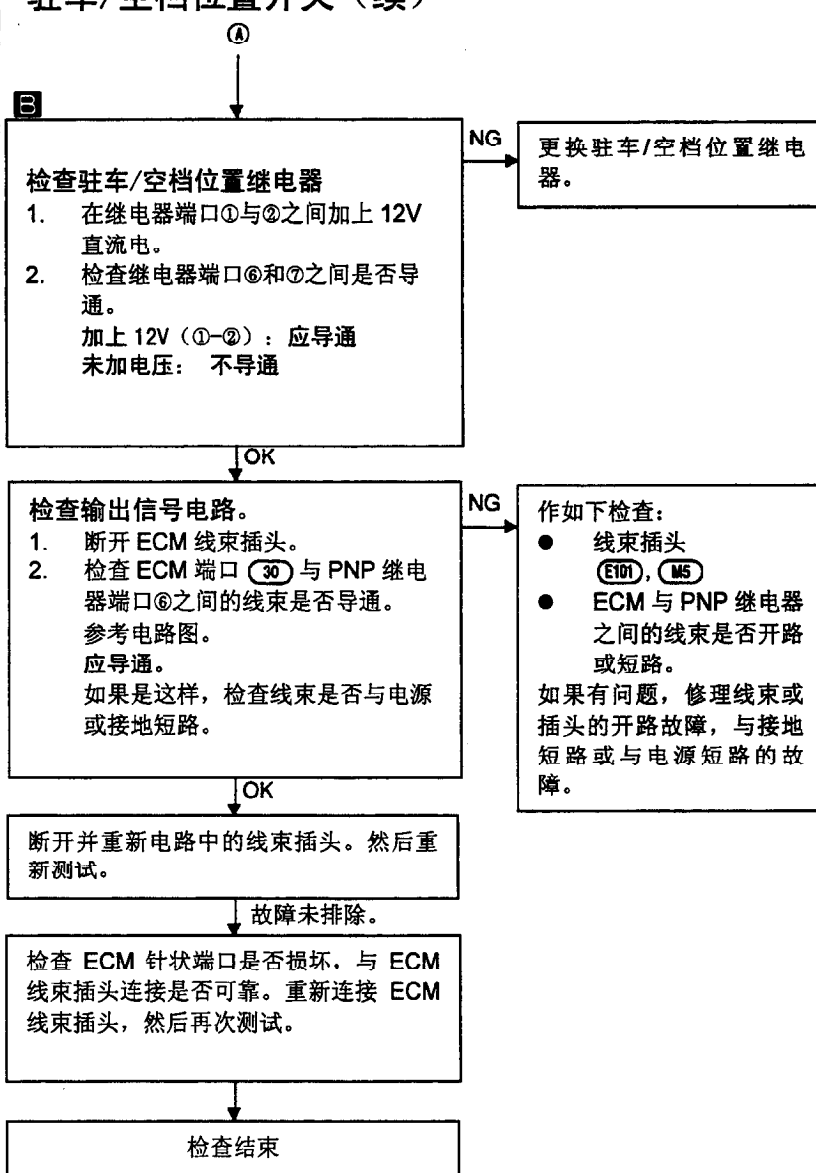 驻车/空档位置开关（续）
Ⓐ
B
检查驻车/空档位置继电器
1. 在继电器端口①与②之间加上 12V
直流电。
2. 检查继电器端口⑥和⑦之间是否导
通。
加上 12V（①-②）：应导通
未加电压： 不导通
NG
更换驻车/空档位置继电
器。
OK
检查输出信号电路。
1. 断开 ECM 线束插头。
2. 检查 ECM 端口 30 与 PNP 继电
器端口⑥之间的线束是否导通。
参考电路图。
应导通。
如果是这样，检查线束是否与电源
或接地短路。
NG
作如下检查：
● 线束插头
E101, M5
● ECM 与 PNP 继电器
之间的线束是否开路
或短路。
如果有问题，修理线束或
插头的开路故障，与接地
短路或与电源短路的故
障。
OK
断开并重新电路中的线束插头。然后重
新测试。
故障未排除。
检查 ECM 针状端口是否损坏．与 ECM
线束插头连接是否可靠。重新连接 ECM
线束插头，然后再次测试。
检查结束